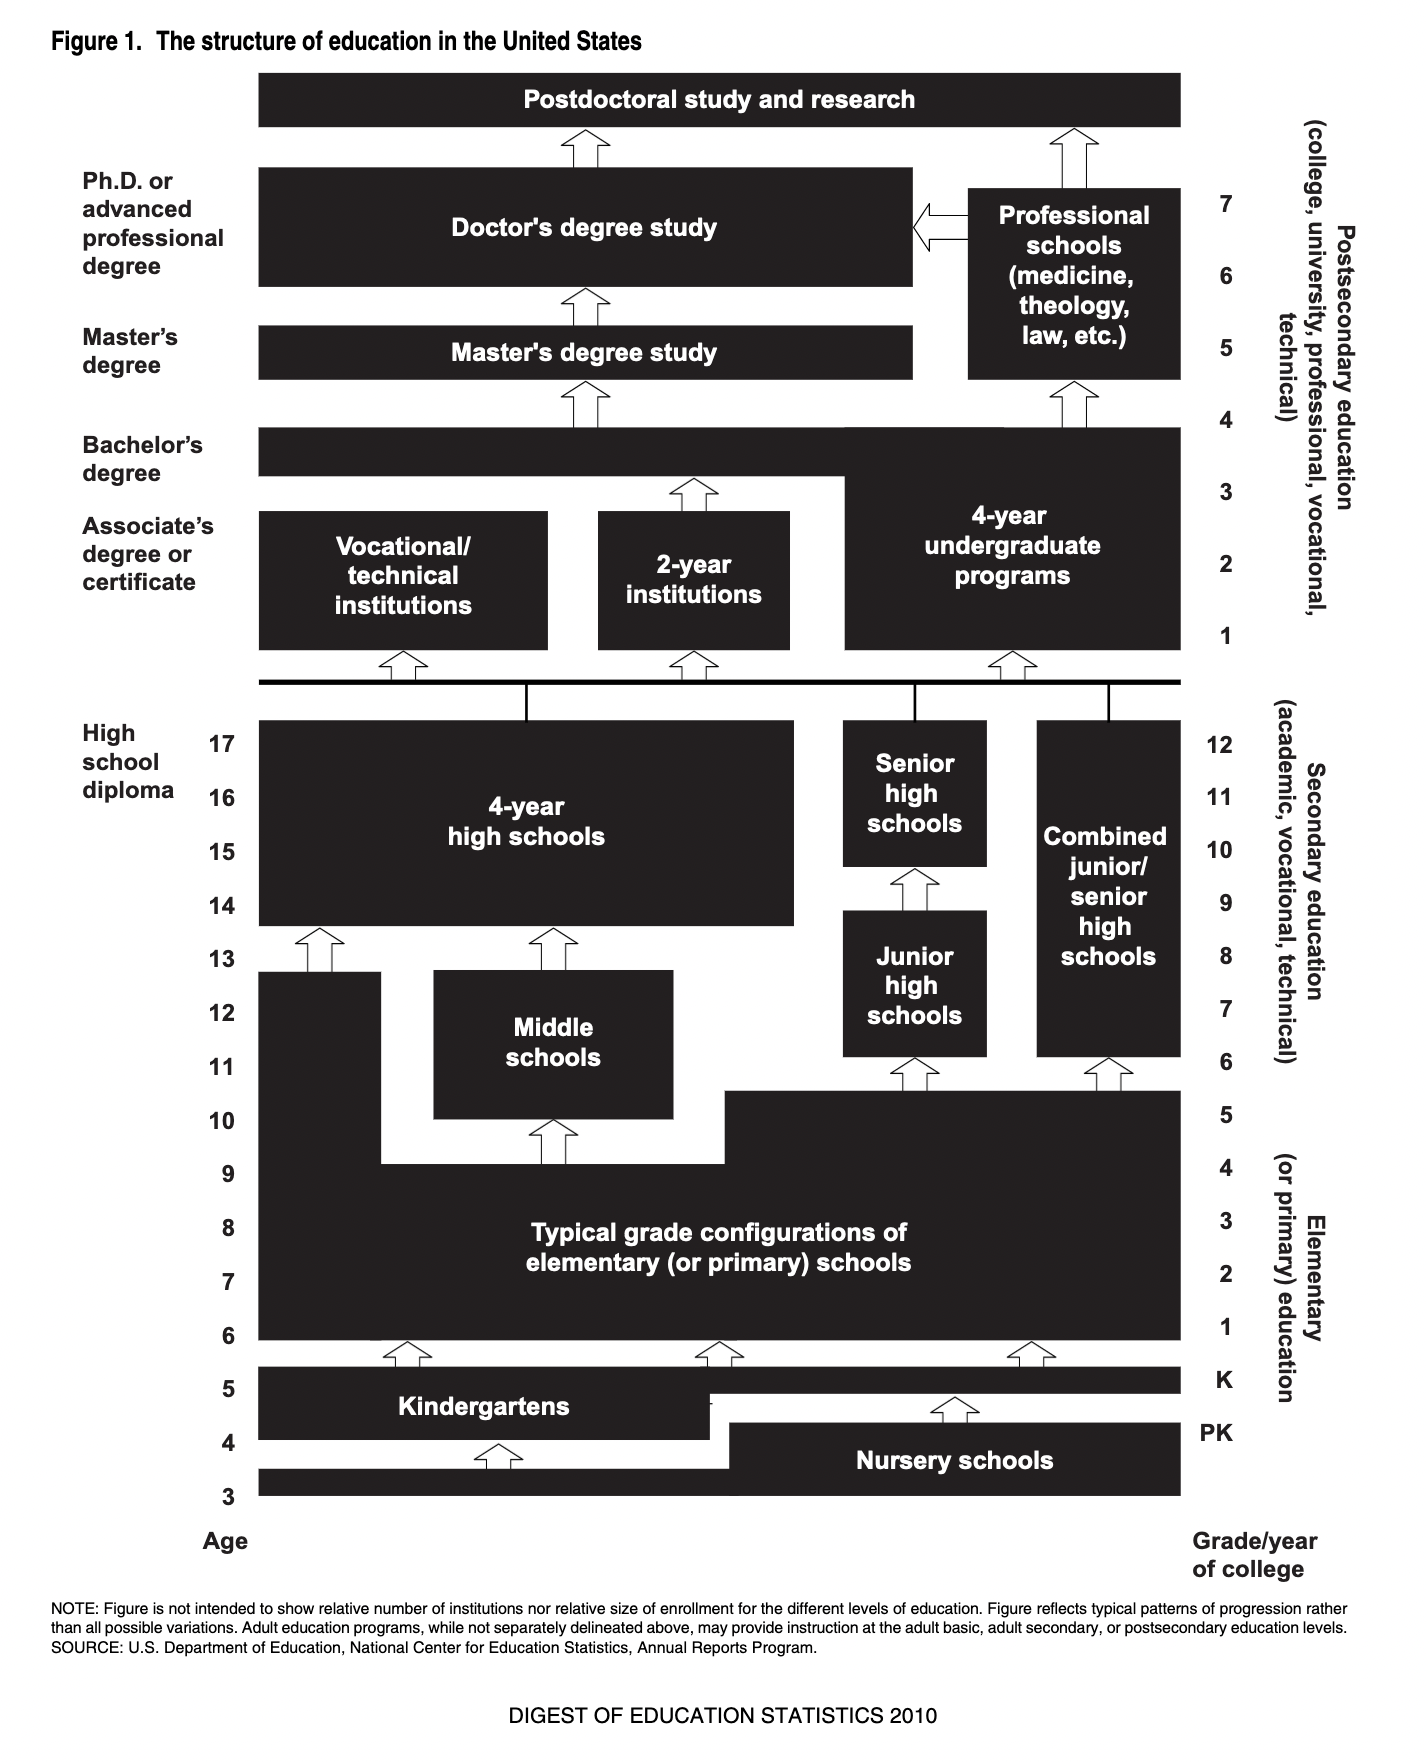 Figure 1. The structure of education in the United States
Postdoctoral study and research
Ph.D. or
advanced
professional
degree
Doctor's degree study
Professional
schools
(medicine,
theology,
law, etc.)
7
6
5
4
3
2
1
Postsecondary education
(college, university, professional, vocational,
technical)
Master’s
degree
Master's degree study
Bachelor’s
degree
4-year
undergraduate
programs
Associate’s
degree or
certificate
Vocational/
technical
institutions
2-year
institutions
High
school
diploma
17
16
15
14
13
12
11
10
9
8
7
6
5
4
3
Age
4-year
high schools
Senior
high
schools
Combined
junior/
senior
high
schools
Junior
high
schools
Middle
schools
Typical grade configurations of
elementary (or primary) schools
Kindergartens
Nursery schools
12
11
10
9
8
7
6
5
4
3
2
1
K
PK
Grade/year
of college
Secondary education
(academic, vocational, technical)
Elementary
(or primary) education
NOTE: Figure is not intended to show relative number of institutions nor relative size of enrollment for the different levels of education. Figure reflects typical patterns of progression rather
than all possible variations. Adult education programs, while not separately delineated above, may provide instruction at the adult basic, adult secondary, or postsecondary education levels.
SOURCE: U.S. Department of Education, National Center for Education Statistics, Annual Reports Program.
DIGEST OF EDUCATION STATISTICS 2010